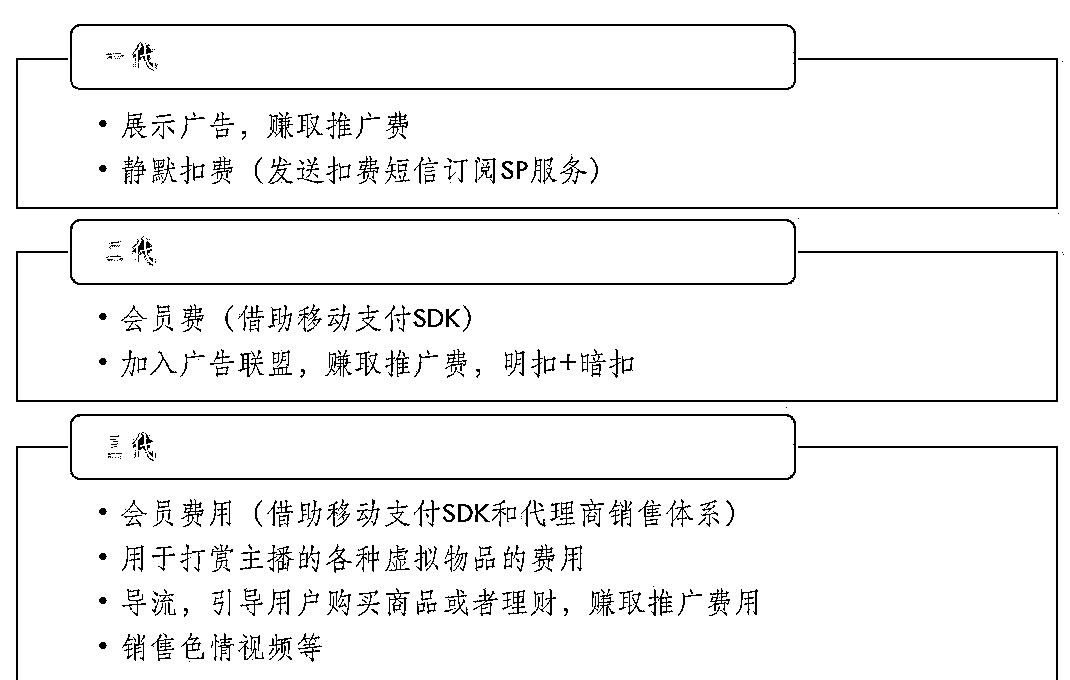 一代
• 展示广告，赚取推广费
• 静默扣费（发送扣费短信订阅SP服务）
二代
• 会员费（借助移动支付SDK）
• 加入广告联盟，赚取推广费，明扣+暗扣
三代
• 会员费用（借助移动支付SDK和代理商销售体系）
• 用于打赏主播的各种虚拟物品的费用
• 导流，引导用户购买商品或者理财，赚取推广费用
• 销售色情视频等